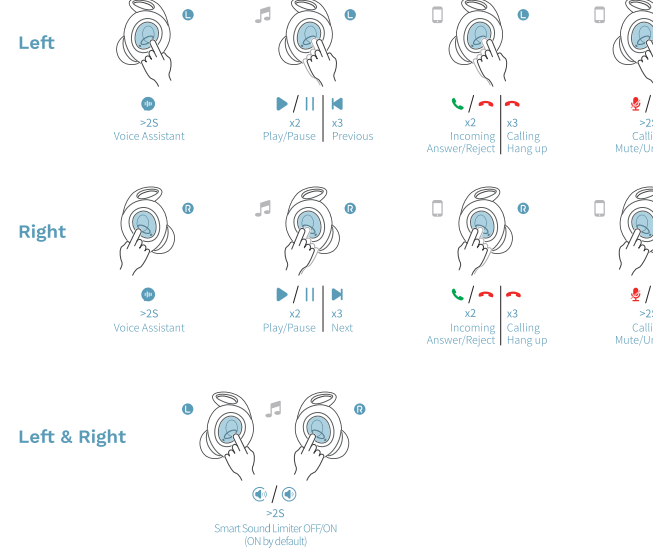 Left
L
L
L
>2S
Voice Assistant
x2
Play/Pause
x3
Previous
x2
Incoming
Answer/Reject
x3
Calling
Hang up
Right
R
R
R
>2S
Voice Assistant
x2
Play/Pause
x3
Next
x2
Incoming
Answer/Reject
x3
Calling
Hang up
Left & Right
L
R
>2S
Smart Sound Limiter OFF/ON
(ON by default)